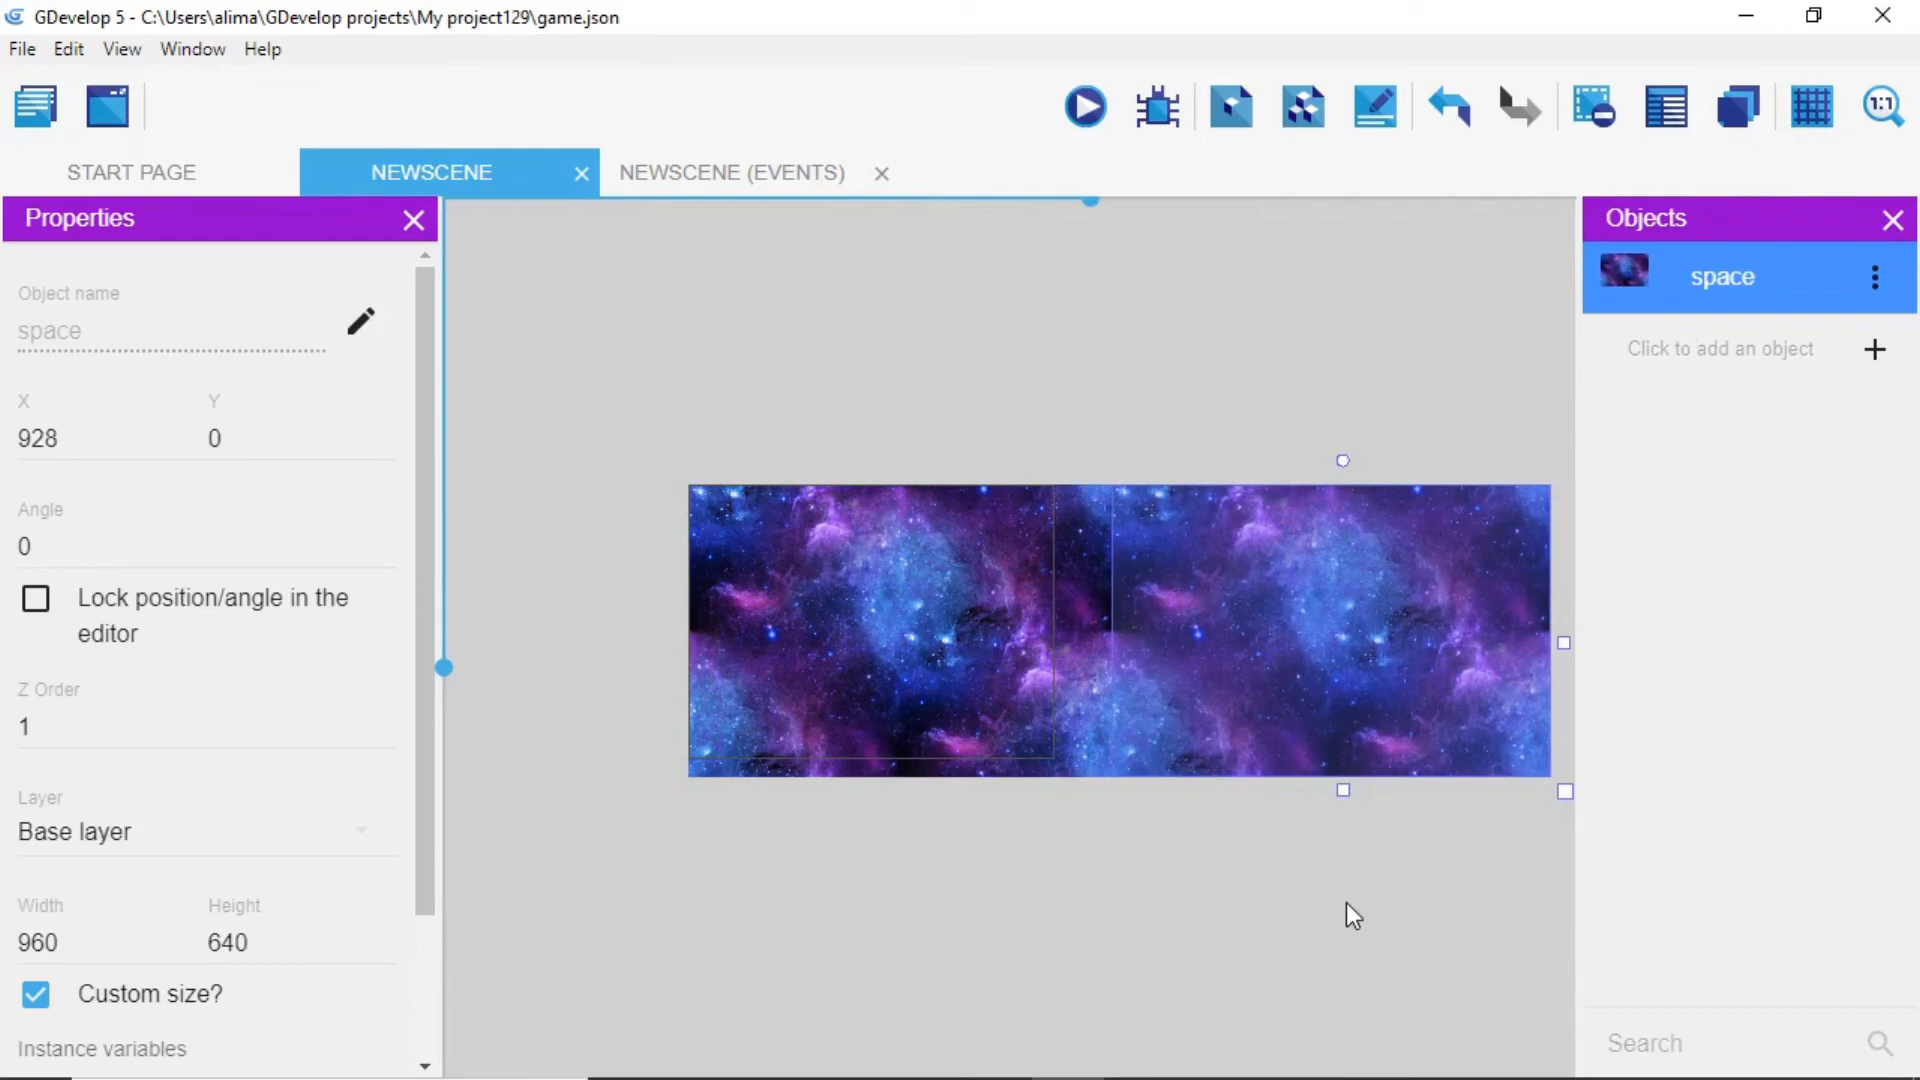 GDevelop 5 - C:\Users\alima\GDevelop projects\My project129\game.json
File Edit View Window Help
1:1
START PAGE
NEWSCENE
NEWSCENE (EVENTS)
Properties
Object name
space
X Y
928 0
Angle
0
Lock position/angle in the
editor
Z Order
1
Layer
Base layer
Width Height
960 640
Custom size?
Instance variables
Objects
space
Click to add an object
Search